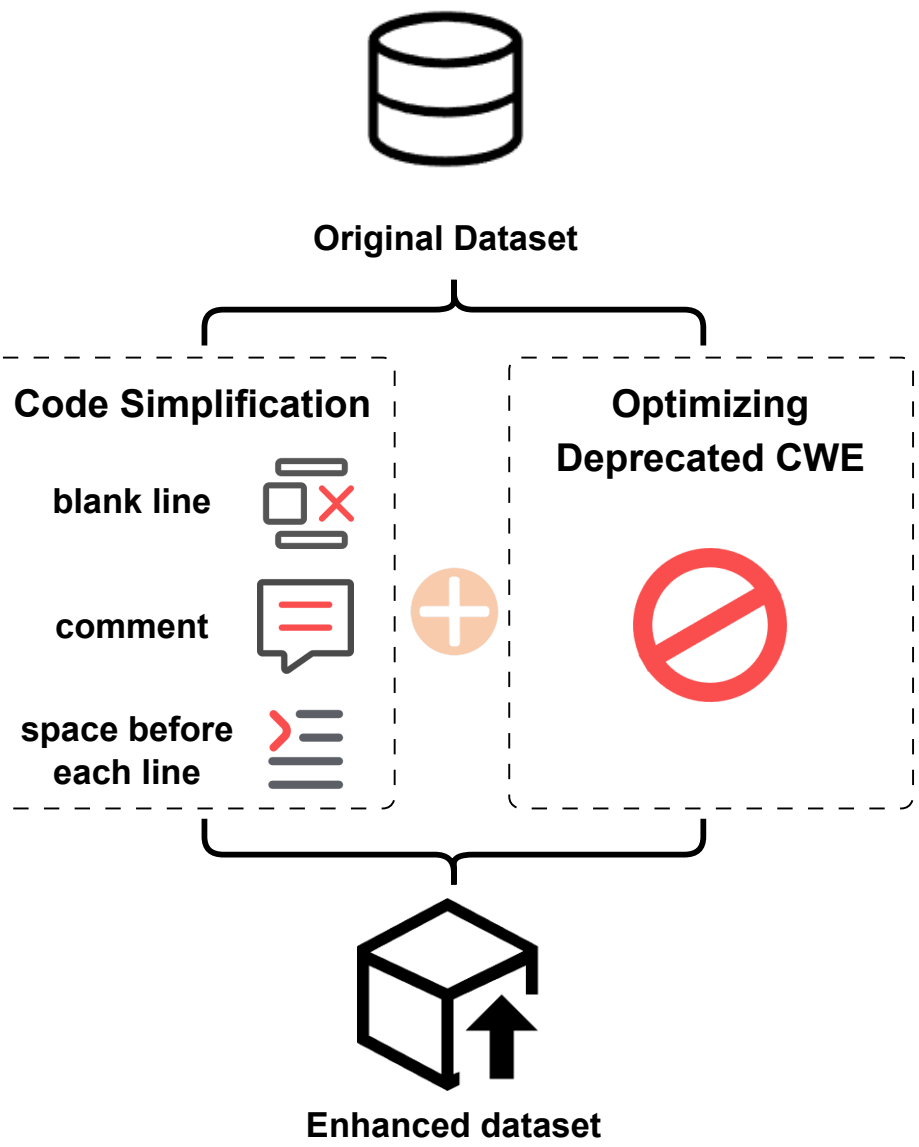 Original Dataset
Code Simplification
blank line
comment
space before
each line
Optimizing
Deprecated CWE
Enhanced dataset